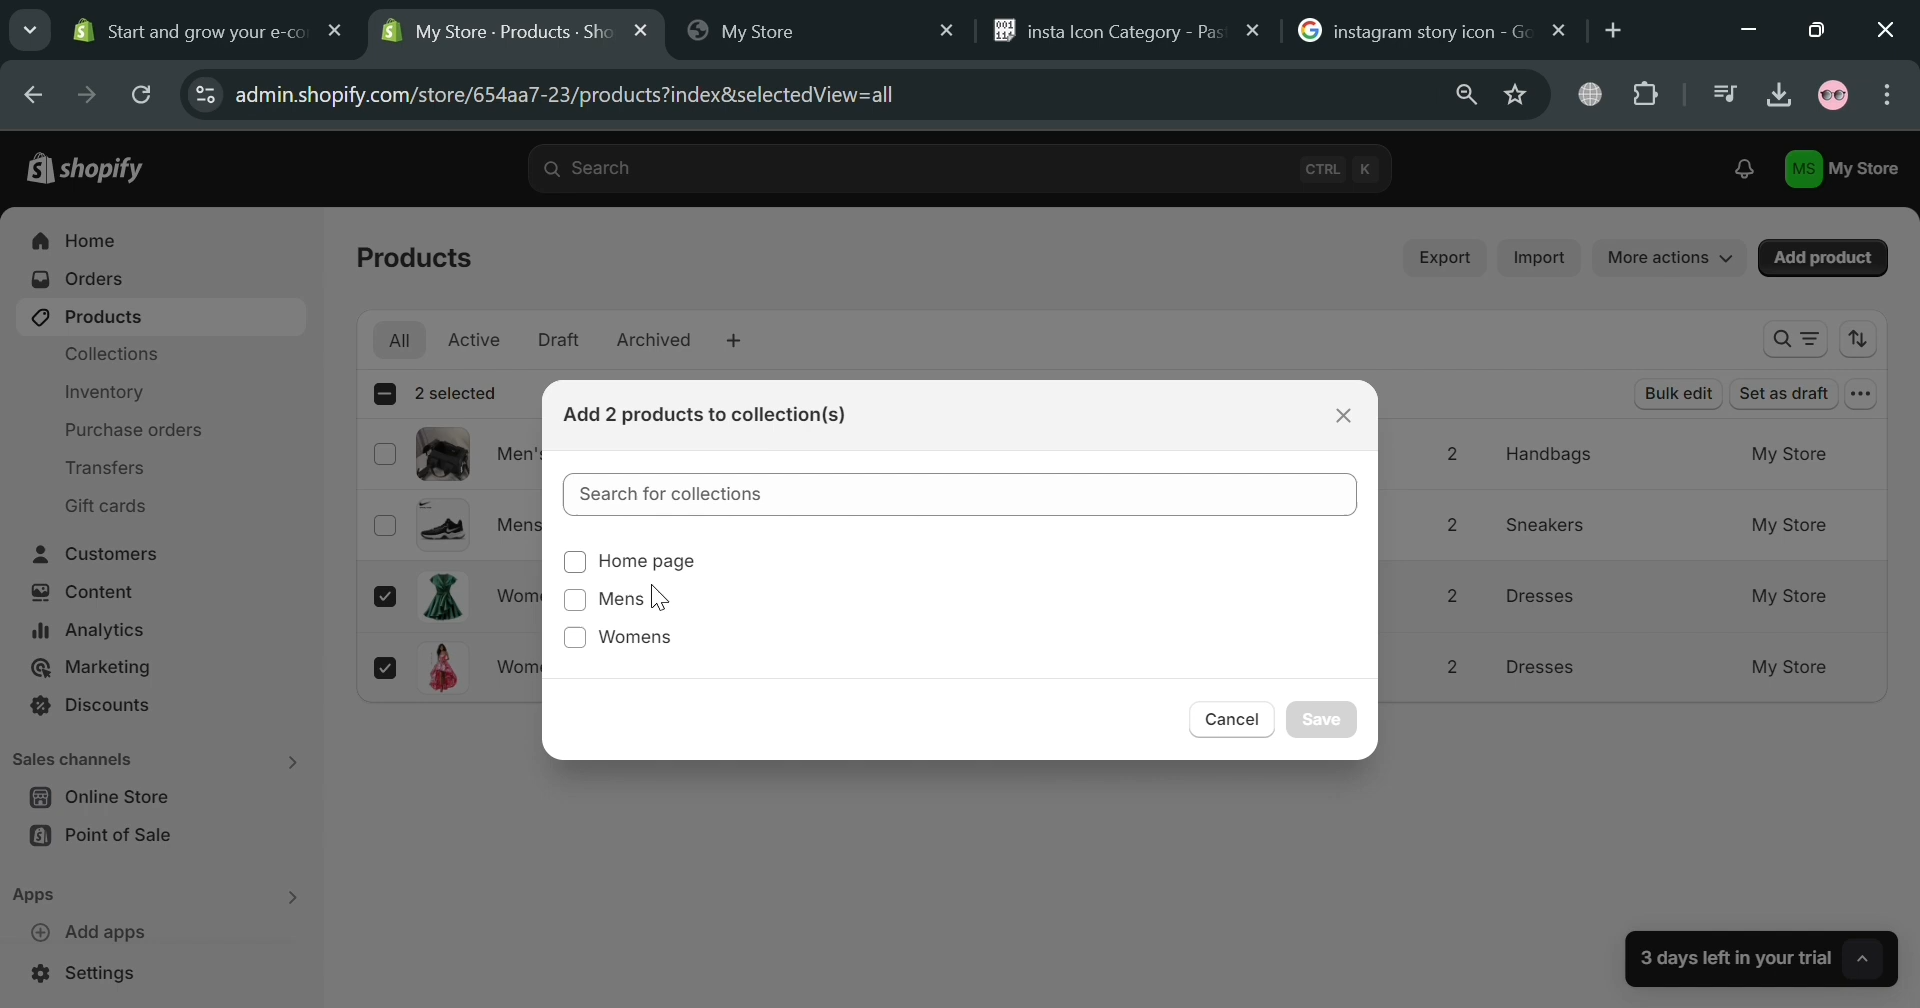 Start and grow your e-co
My Store · Products · Sho
My Store
insta Icon Category - Pas
instagram story icon - Go
admin.shopify.com/store/654aa7-23/products?index&selectedView=all
shopify
Search
CTRL K
MS My Store
Home
Orders
Products
Collections
Inventory
Purchase orders
Transfers
Gift cards
Customers
Content
Analytics
Marketing
Discounts
Sales channels
Online Store
Point of Sale
Apps
Add apps
Settings
Products
Export
Import
More actions
Add product
All
Active
Draft
Archived
2 selected
Bulk edit
Set as draft
Men's
2
Handbags
My Store
Mens
2
Sneakers
My Store
Wome
2
Dresses
My Store
Wome
2
Dresses
My Store
Add 2 products to collection(s)
Search for collections
Home page
Mens
Womens
Cancel
Save
3 days left in your trial